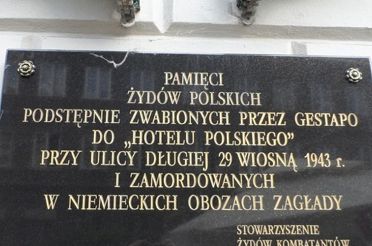 PAMIĘCI
ŻYDÓW POLSKICH
PODSTĘPNIE ZWABIONYCH PRZEZ GESTAPO
DO „HOTELU POLSKIEGO”
PRZY ULICY DŁUGIEJ 29 WIOSNĄ 1943 r.
I ZAMORDOWANYCH
W NIEMIECKICH OBOZACH ZAGŁADY
STOWARZYSZENIE
ŻYDÓW KOMBATANTÓW